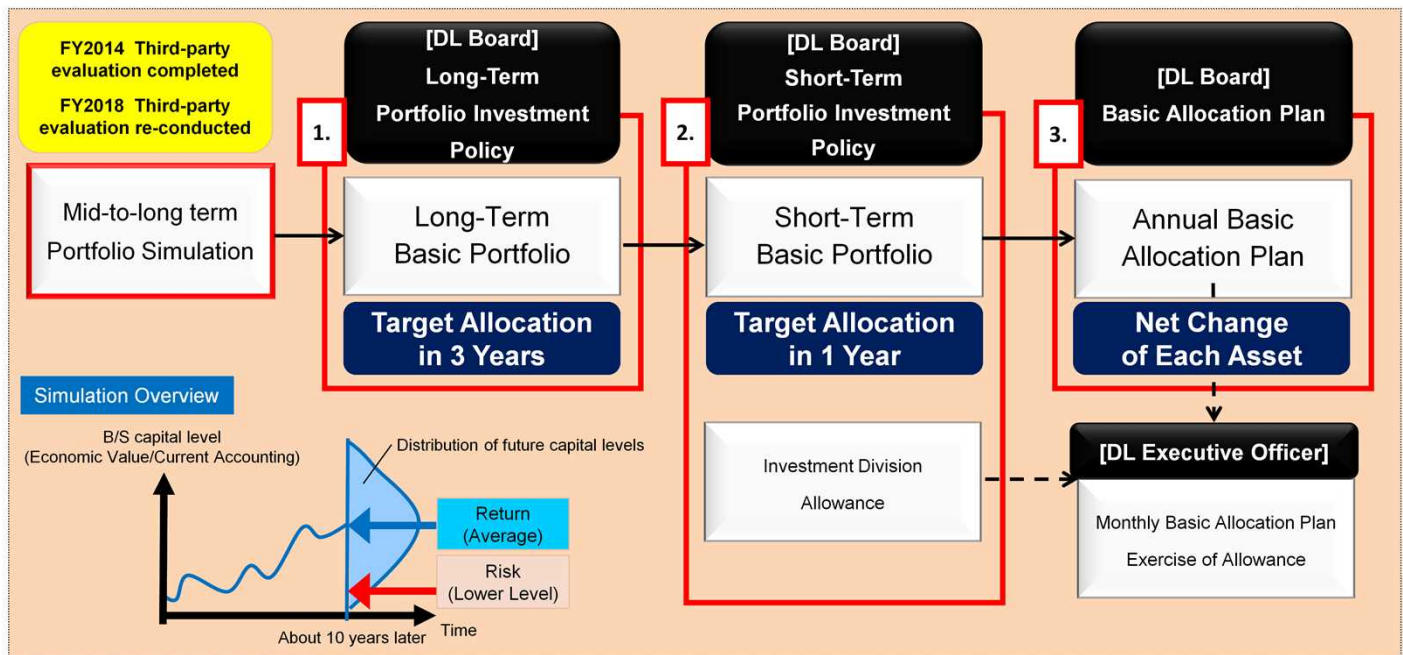 FY2014 Third-party
evaluation completed
FY2018 Third-party
evaluation re-conducted
Mid-to-long term
Portfolio Simulation
1.
[DL Board]
Long-Term
Portfolio Investment
Policy
Long-Term
Basic Portfolio
Target Allocation
in 3 Years
2.
[DL Board]
Short-Term
Portfolio Investment
Policy
Short-Term
Basic Portfolio
Target Allocation
in 1 Year
Investment Division
Allowance
3.
[DL Board]
Basic Allocation Plan
Annual Basic
Allocation Plan
Net Change
of Each Asset
[DL Executive Officer]
Monthly Basic Allocation Plan
Exercise of Allowance
Simulation Overview
B/S capital level
(Economic Value/Current Accounting)
Distribution of future capital levels
Return
(Average)
Risk
(Lower Level)
About 10 years later
Time